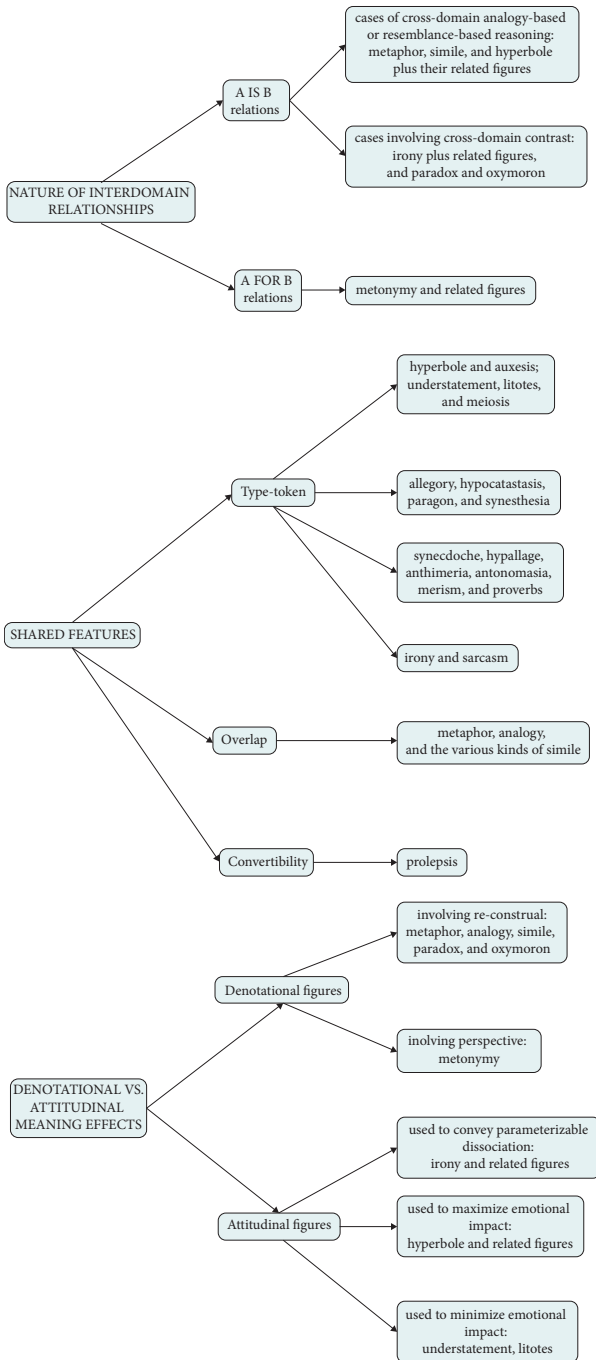 cases of cross-domain analogy-based
or resemblance-based reasoning:
metaphor, simile, and hyperbole
plus their related figures
A IS B
relations
cases involving cross-domain contrast:
irony plus related figures,
and paradox and oxymoron
NATURE OF INTERDOMAIN
RELATIONSHIPS
A FOR B
relations
metonymy and related figures
hyperbole and auxesis;
understatement, litotes,
and meiosis
Type-token
allegory, hypocatastasis,
paragon, and synesthesia
synecdoche, hypallage,
anthimeria, antonomasia,
merism, and proverbs
SHARED FEATURES
irony and sarcasm
Overlap
metaphor, analogy,
and the various kinds of simile
Convertibility
prolepsis
involving re-construal:
metaphor, analogy, simile,
paradox, and oxymoron
Denotational figures
inolving perspective:
metonymy
DENOTATIONAL VS.
ATTITUDINAL
MEANING EFFECTS
used to convey parameterizable
dissociation:
irony and related figures
Attitudinal figures
used to maximize emotional
impact:
hyperbole and related figures
used to minimize emotional
impact:
understatement, litotes